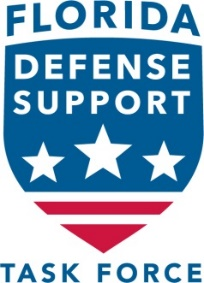 FLORIDA
DEFENSE
SUPPORT
TASK FORCE